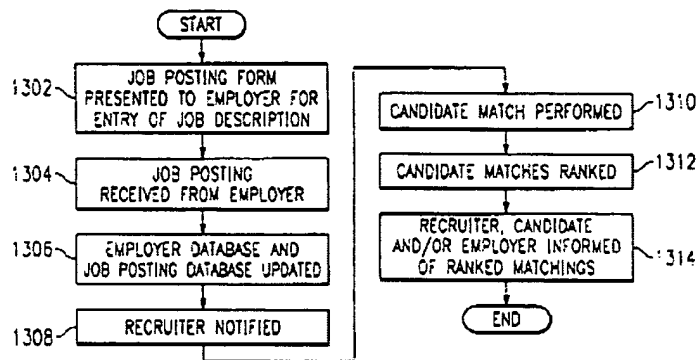 START
1302
JOB POSTING FORM
PRESENTED TO EMPLOYER FOR
ENTRY OF JOB DESCRIPTION
1304
JOB POSTING
RECEIVED FROM EMPLOYER
1306
EMPLOYER DATABASE AND
JOB POSTING DATABASE UPDATED
1308
RECRUITER NOTIFIED
CANDIDATE MATCH PERFORMED
1310
CANDIDATE MATCHES RANKED
1312
RECRUITER, CANDIDATE
AND/OR EMPLOYER INFORMED
OF RANKED MATCHINGS
1314
END